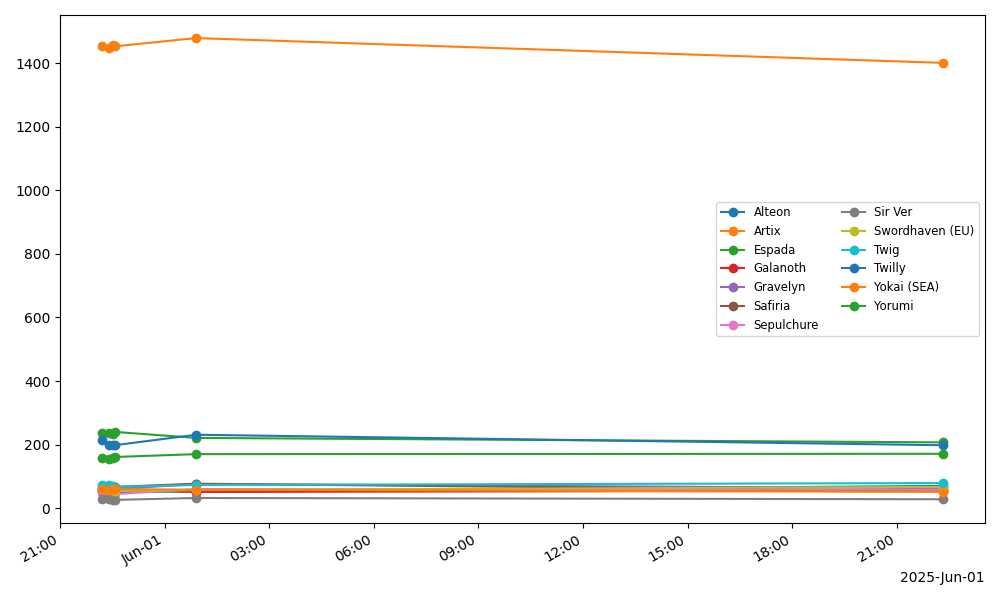 1400
1200
1000
800
600
400
200
0
Alteon
Artix
Espada
Galanoth
Gravelyn
Safiria
Sepulchure
Sir Ver
Swordhaven (EU)
Twig
Twilly
Yokai (SEA)
Yorumi
21:00
Jun-01
03:00
06:00
09:00
12:00
15:00
18:00
21:00
2025-Jun-01